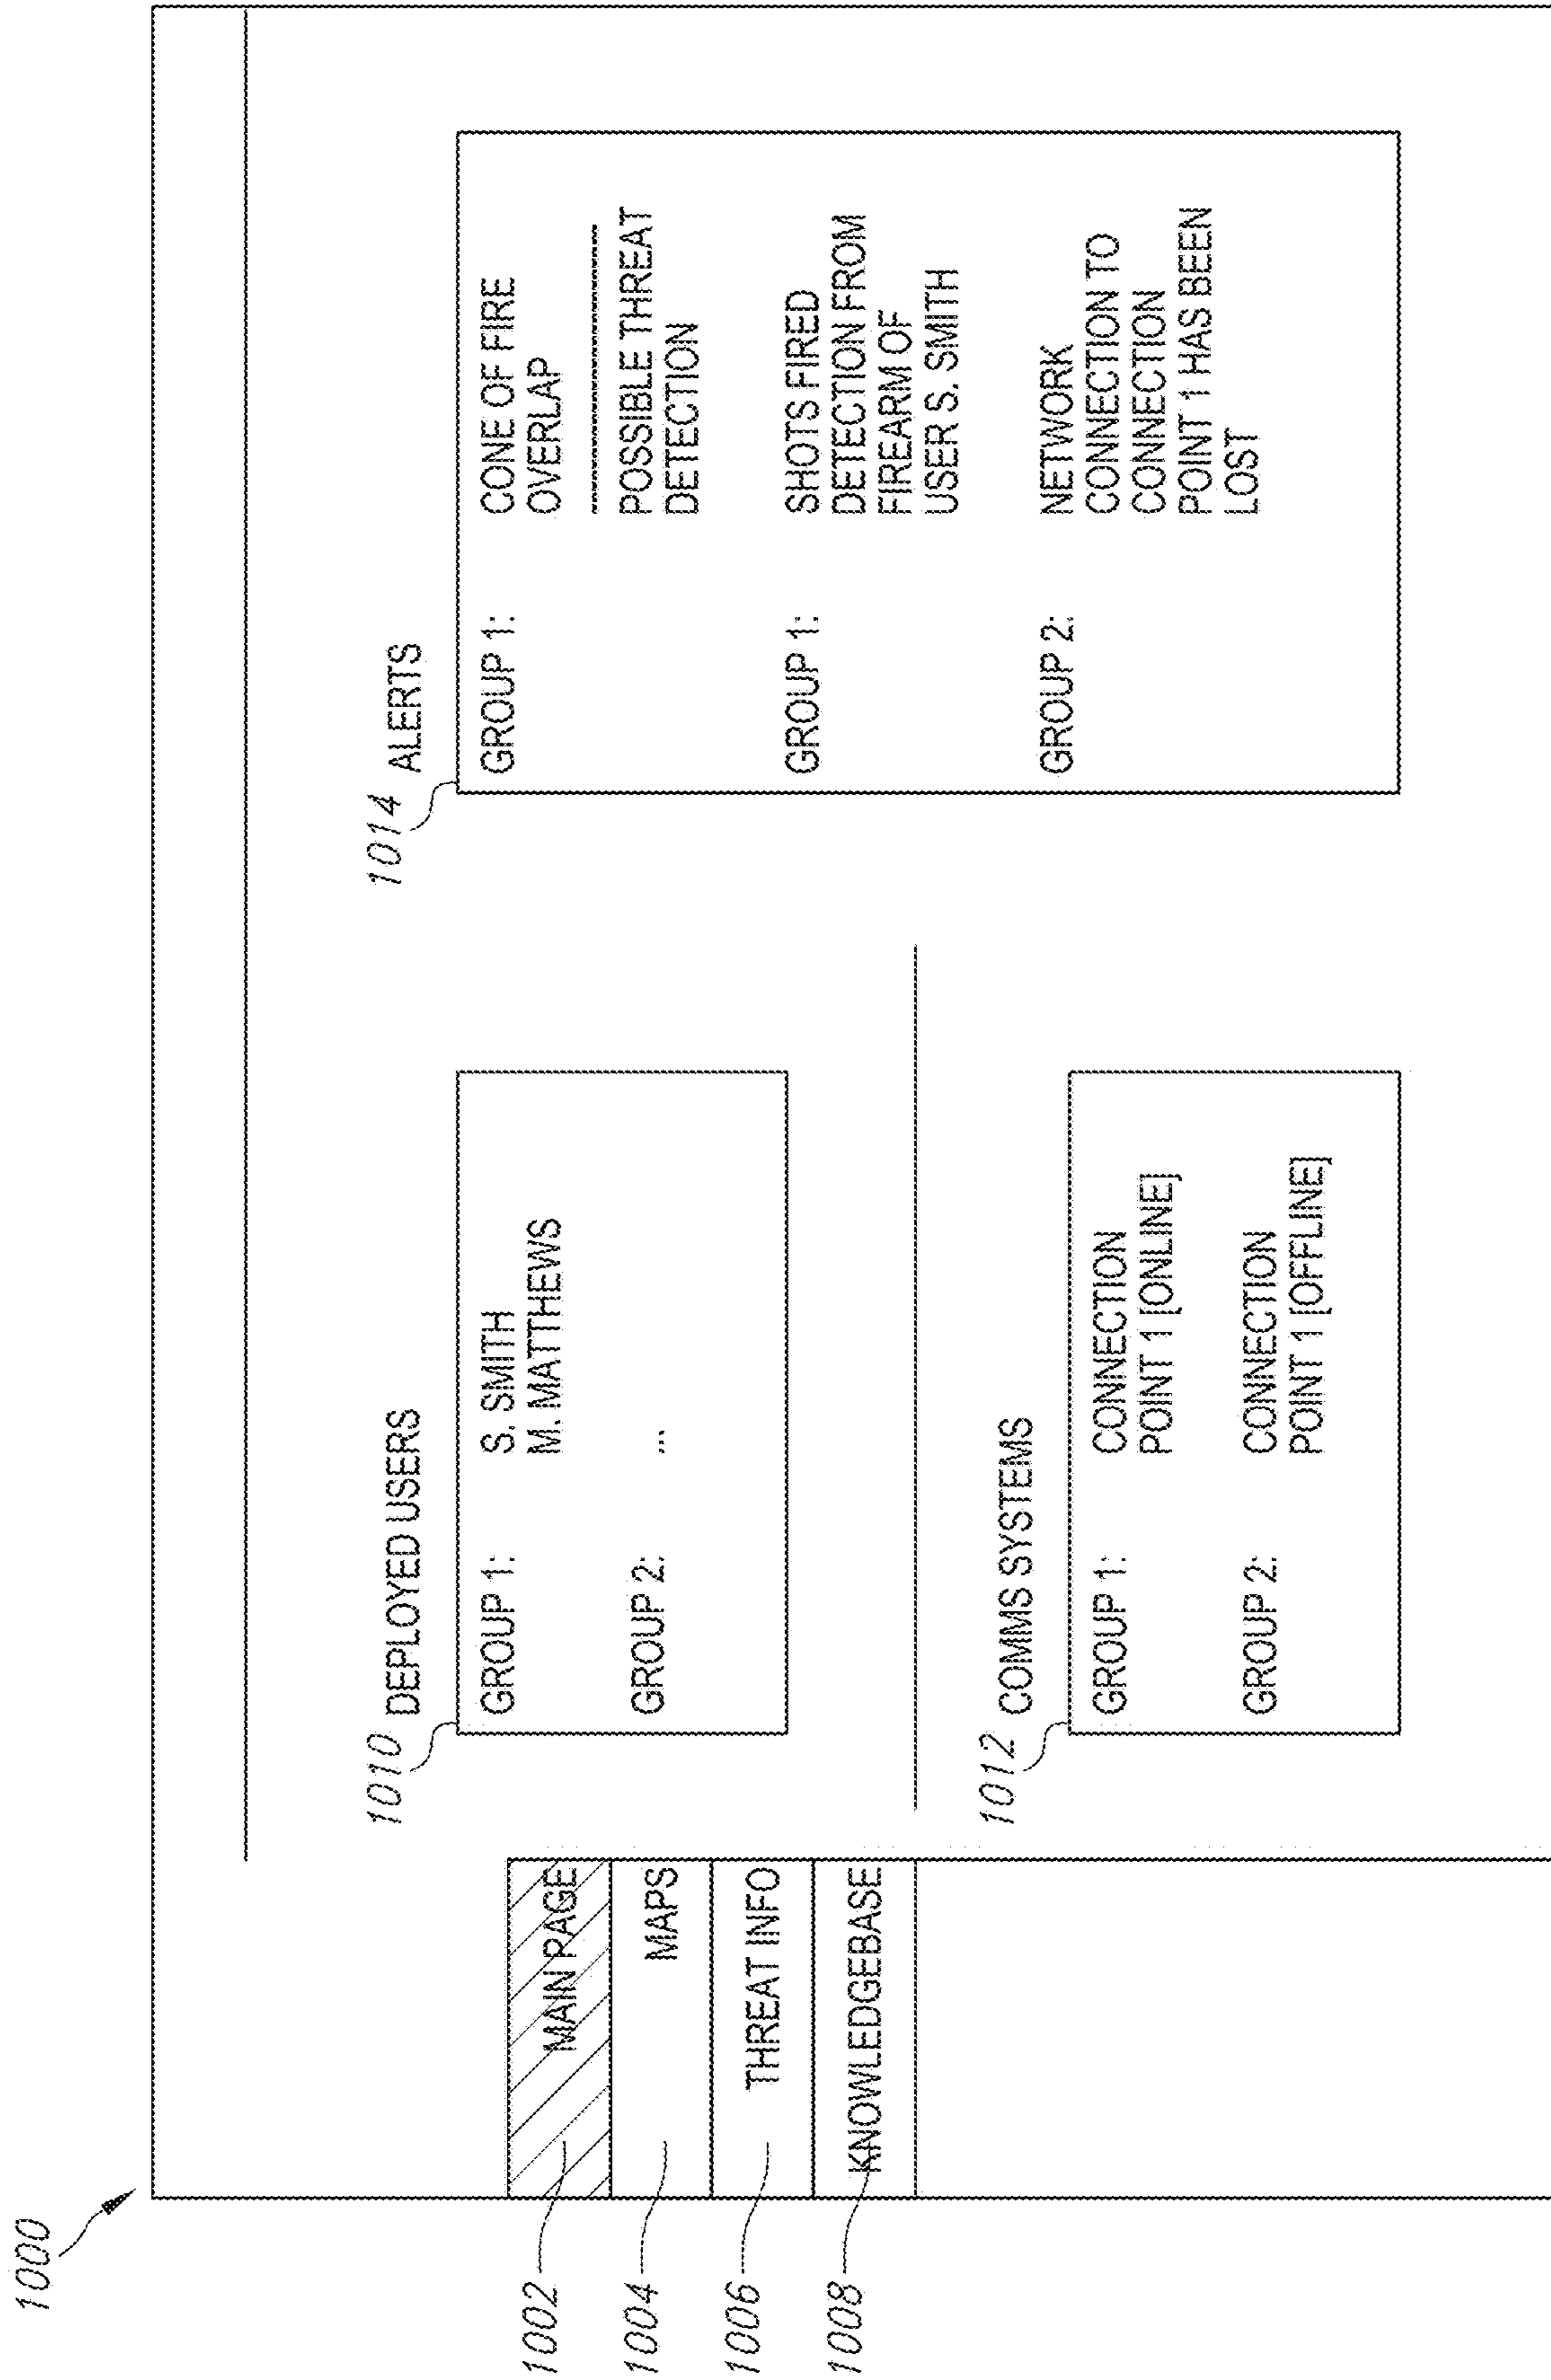 1000
1002
MAIN PAGE
1004
MAPS
1006
THREAT INFO
1008
KNOWLEDGEBASE
1010
DEPLOYED USERS
GROUP 1:
S. SMITH
M. MATTHEWS
GROUP 2:
...
1012
COMMS SYSTEMS
GROUP 1:
CONNECTION
POINT 1 [ONLINE]
GROUP 2:
CONNECTION
POINT 1 [OFFLINE]
1014
ALERTS
GROUP 1:
CONE OF FIRE
OVERLAP
POSSIBLE THREAT
DETECTION
GROUP 1:
SHOTS FIRED
DETECTION FROM
FIREARM OF
USER S. SMITH
GROUP 2:
NETWORK
CONNECTION TO
CONNECTION
POINT 1 HAS BEEN
LOST